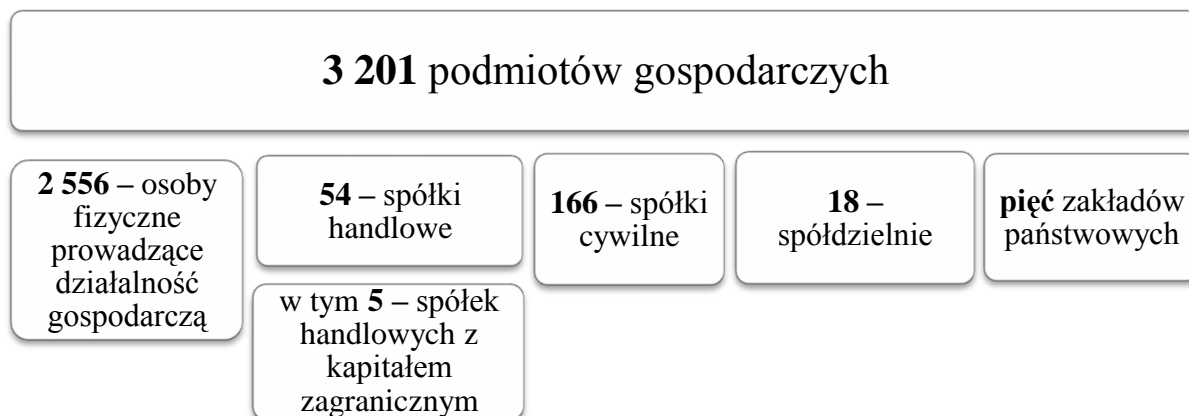 3 201 podmiotów gospodarczych
2 556 – osoby
fizyczne
prowadzące
działalność
gospodarczą
54 – spółki
handlowe
w tym 5 – spółek
handlowych z
kapitałem
zagranicznym
166 – spółki
cywilne
18 –
spółdzielnie
pięć zakładów
państwowych